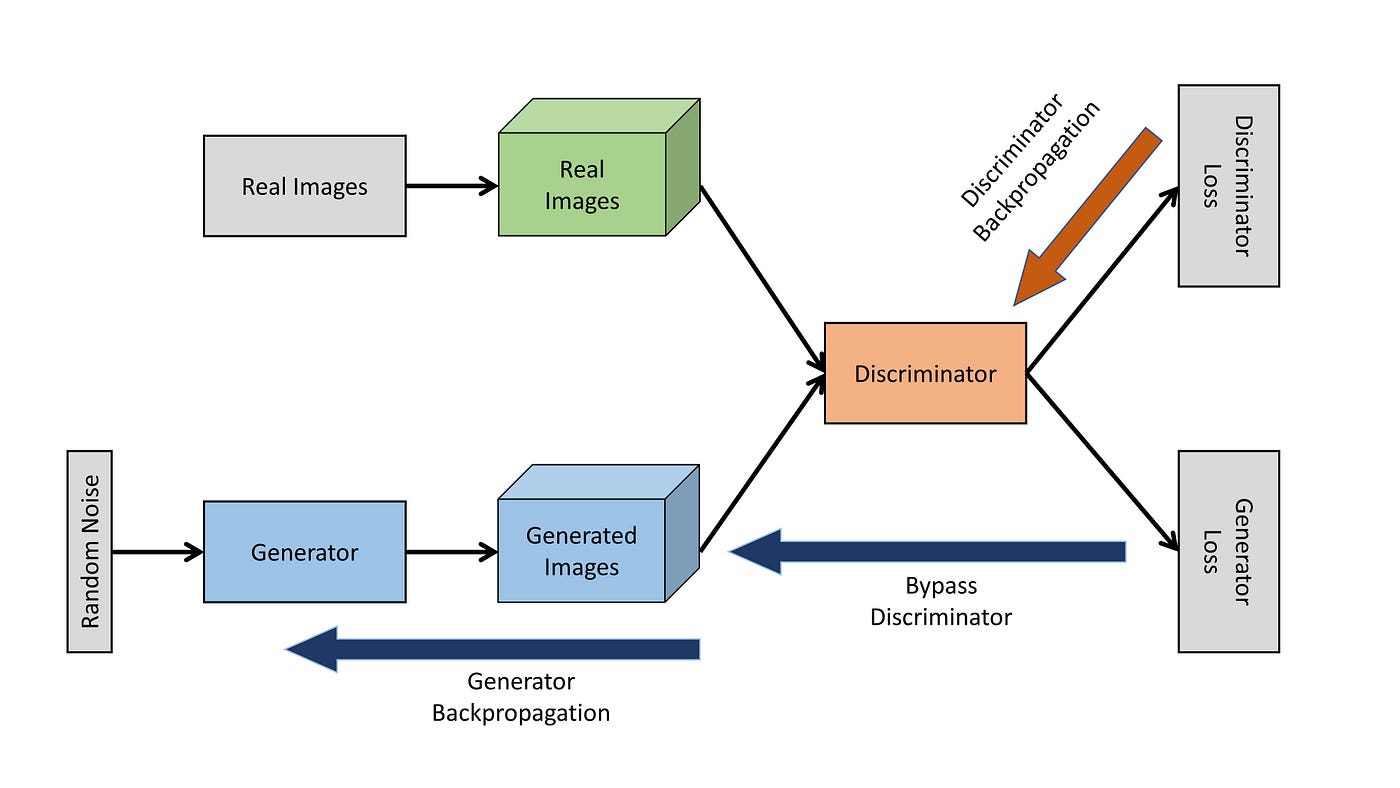 Real Images
Real
Images
Discriminator
Backpropagation
Discriminator
Loss
Discriminator
Random Noise
Generator
Generated
Images
Bypass
Discriminator
Generator
Loss
Generator
Backpropagation